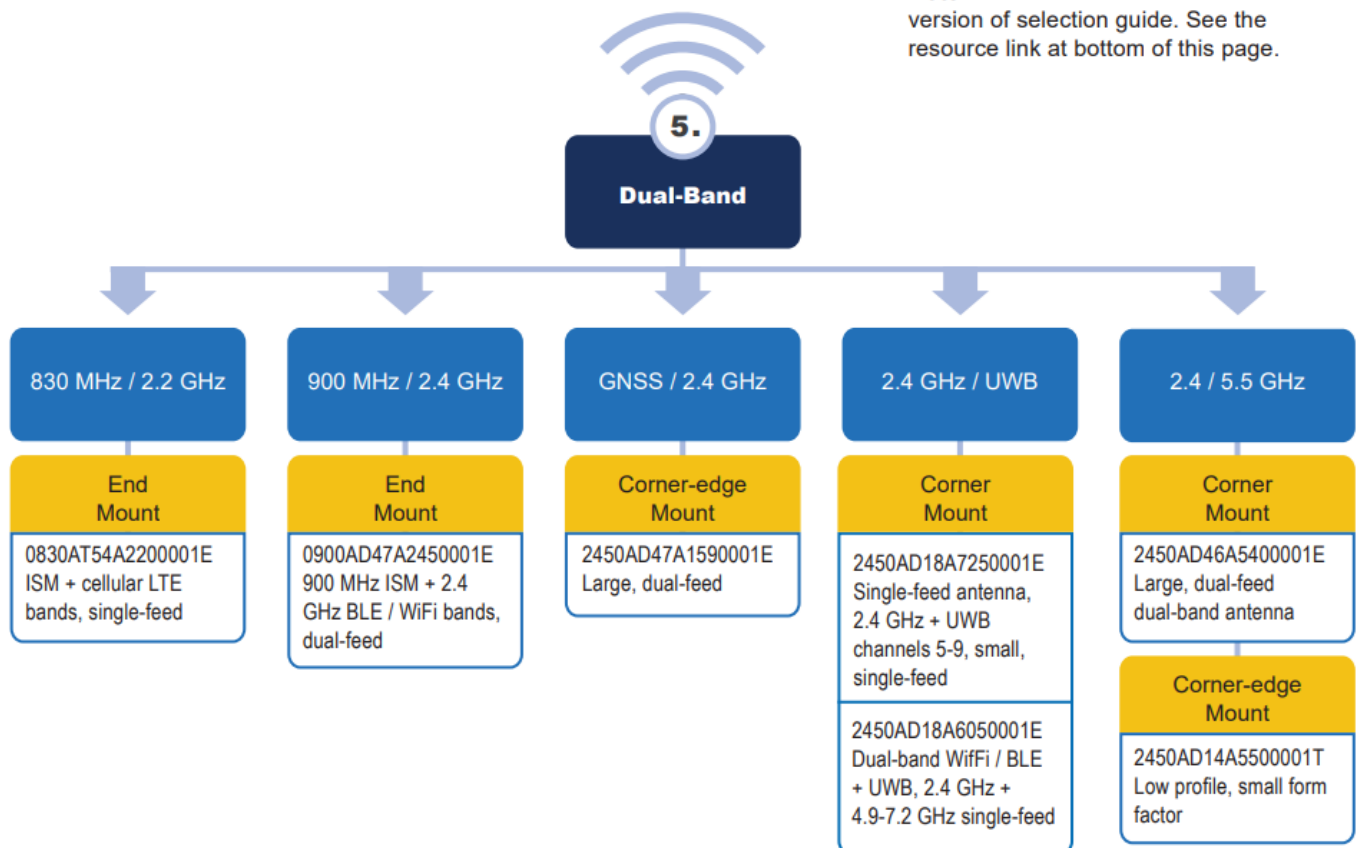 version of selection guide. See the
resource link at bottom of this page.
5.
Dual-Band
830 MHz / 2.2 GHz
End
Mount
0830AT54A2200001E
ISM + cellular LTE
bands, single-feed
900 MHz / 2.4 GHz
End
Mount
0900AD47A2450001E
900 MHz ISM + 2.4
GHz BLE / WiFi bands,
dual-feed
GNSS / 2.4 GHz
Corner-edge
Mount
2450AD47A1590001E
Large, dual-feed
2.4 GHz / UWB
Corner
Mount
2450AD18A7250001E
Single-feed antenna,
2.4 GHz + UWB
channels 5-9, small,
single-feed
2450AD18A6050001E
Dual-band WifFi / BLE
+ UWB, 2.4 GHz +
4.9-7.2 GHz single-feed
2.4 / 5.5 GHz
Corner
Mount
2450AD46A5400001E
Large, dual-feed
dual-band antenna
Corner-edge
Mount
2450AD14A5500001T
Low profile, small form
factor